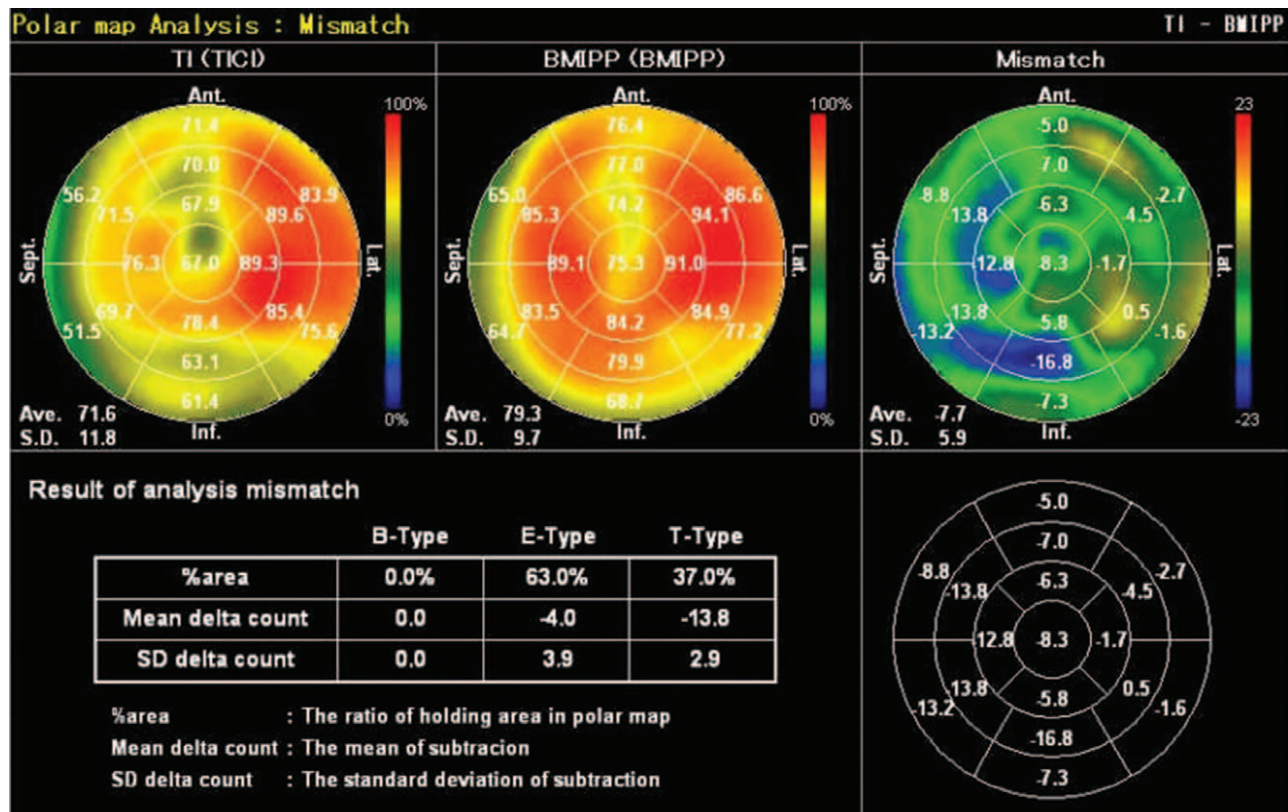 Polar map Analysis : Mismatch TI - BMIPP
TI (TICI) BMIPP (BMIPP) Mismatch
Ant. 100% Ant. 100% Ant. 23
71.4 76.4 -5.0
70.0 77.0 7.0
56.2 83.9 65.0 86.6 -8.8 -2.7
71.5 67.9 89.6 85.3 74.2 94.1 -13.8 -6.3 4.5
Sept. 76.3 67.0 89.3 Lat. Sept. 89.1 75.3 91.0 Lat. Sept. -12.8 8.3 -1.7 Lat.
69.7 85.4 83.5 84.9 13.8 0.5
51.5 78.4 75.6 64.7 84.2 77.2 -13.2 5.8 -1.6
63.1 79.9 -16.8
61.4 68.7 -7.3
Ave. 71.6 0% Ave. 79.3 0% Ave. -7.7 -23
S.D. 11.8 Inf. S.D. 9.7 Inf. S.D. 5.9 Inf.
Result of analysis mismatch
B-Type E-Type T-Type
%area 0.0% 63.0% 37.0%
Mean delta count 0.0 -4.0 -13.8
SD delta count 0.0 3.9 2.9
%area : The ratio of holding area in polar map
Mean delta count : The mean of subtracion
SD delta count : The standard deviation of subtraction
-5.0
-7.0
-8.8 -2.7
-13.8 -6.3 -4.5
-12.8 -8.3 -1.7
-13.8 0.5
-13.2 -5.8 -1.6
-16.8
-7.3